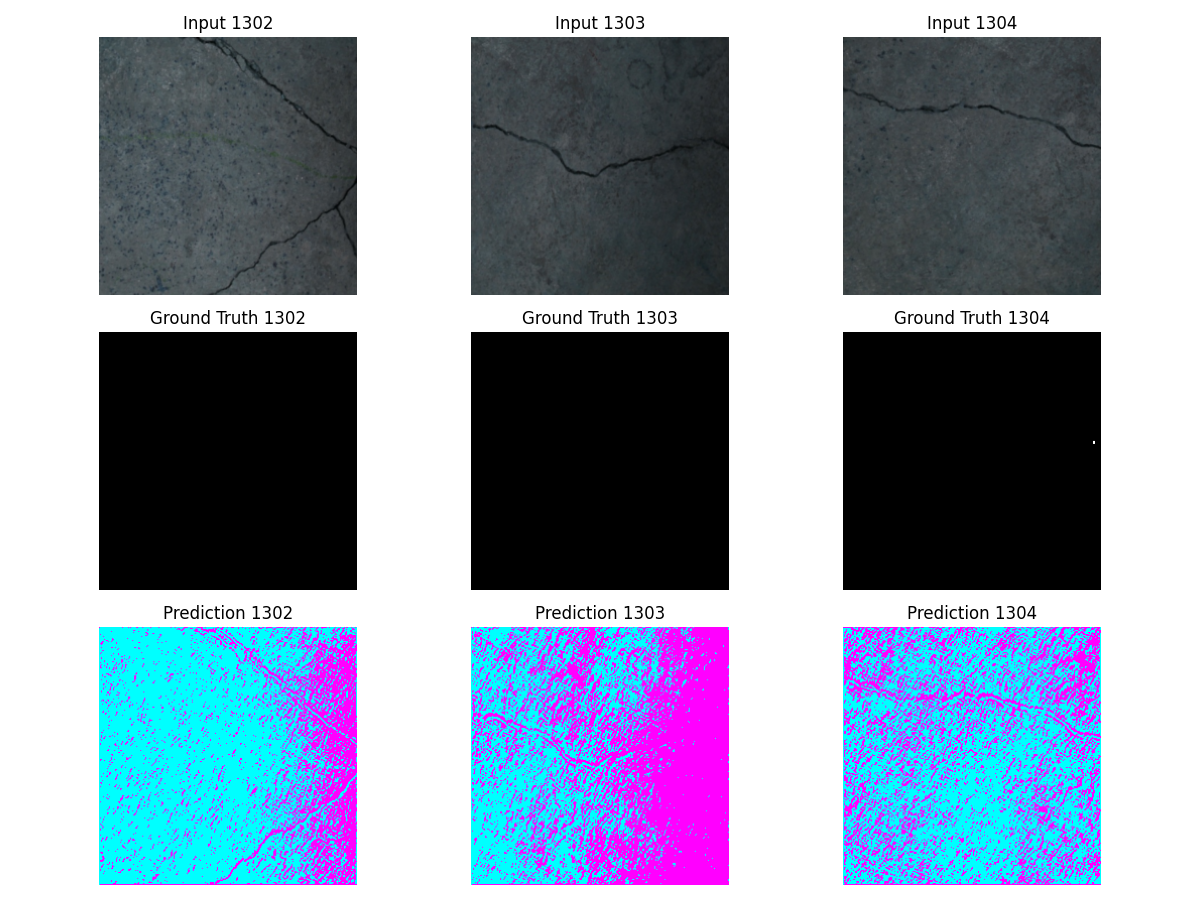 Input 1302
Input 1303
Input 1304
Ground Truth 1302
Ground Truth 1303
Ground Truth 1304
Prediction 1302
Prediction 1303
Prediction 1304